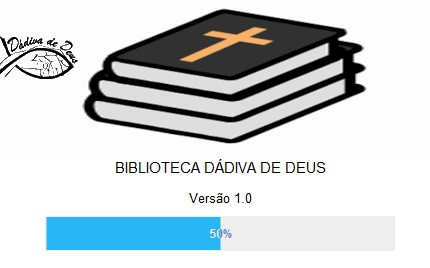 Dádiva de Deus
BIBLIOTECA DÁDIVA DE DEUS
Versão 1.0
50%